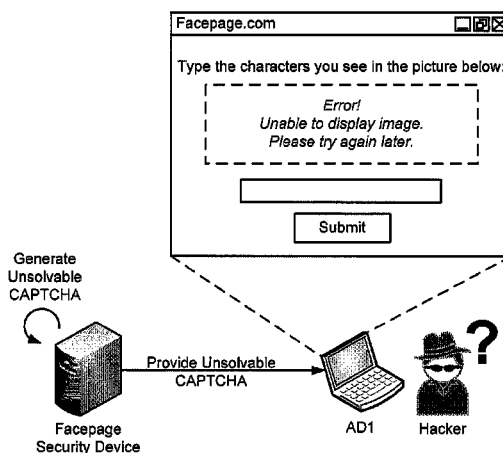 Facepage.com
Type the characters you see in the picture below:
Error!
Unable to display image.
Please try again later.
Submit
Generate
Unsolvable
CAPTCHA
Provide Unsolvable
CAPTCHA
?
Facepage
Security Device
AD1
Hacker